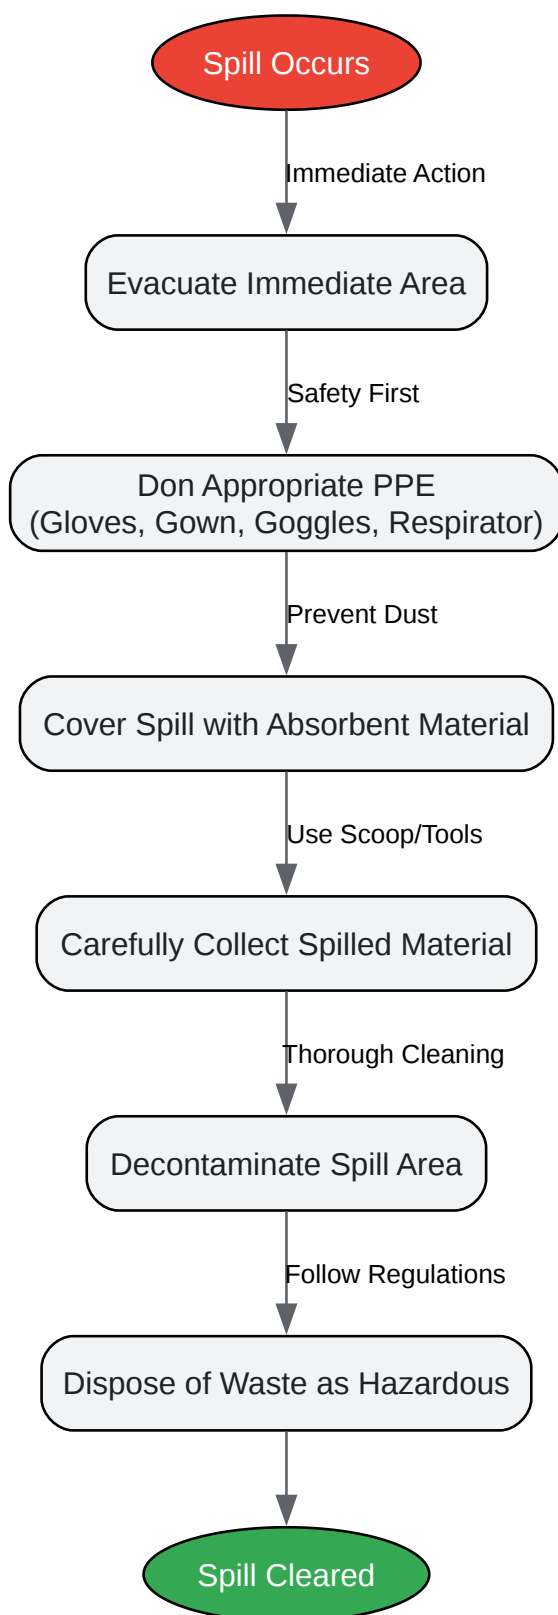 Spill Occurs
Immediate Action
Evacuate Immediate Area
Safety First
Don Appropriate PPE
(Gloves, Gown, Goggles, Respirator)
Prevent Dust
Cover Spill with Absorbent Material
Use Scoop/Tools
Carefully Collect Spilled Material
Thorough Cleaning
Decontaminate Spill Area
Follow Regulations
Dispose of Waste as Hazardous
Spill Cleared